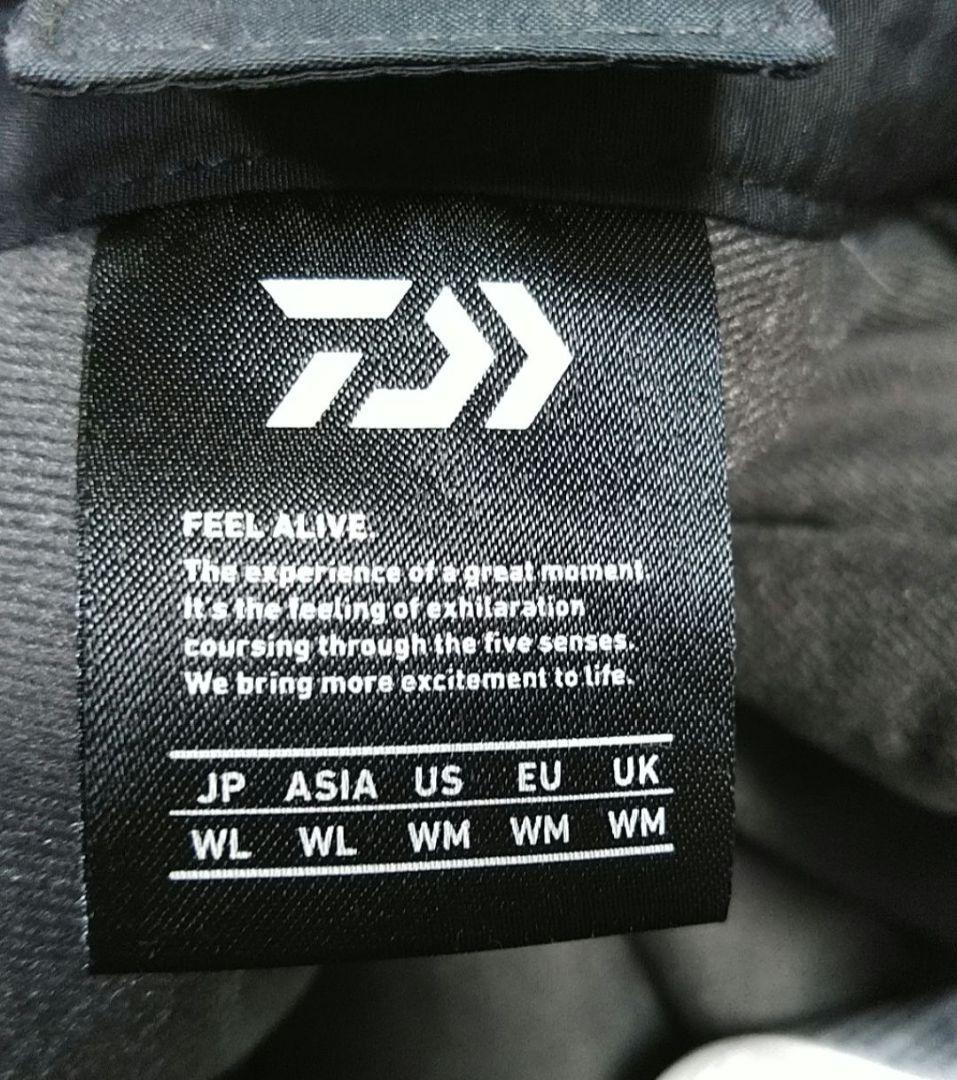 FEEL ALIVE.
The experience of a great moment.
It's the feeling of exhilaration
coursing through the five senses.
We bring more excitement to life.
JP ASIA US EU UK
WL WL WM WM WM